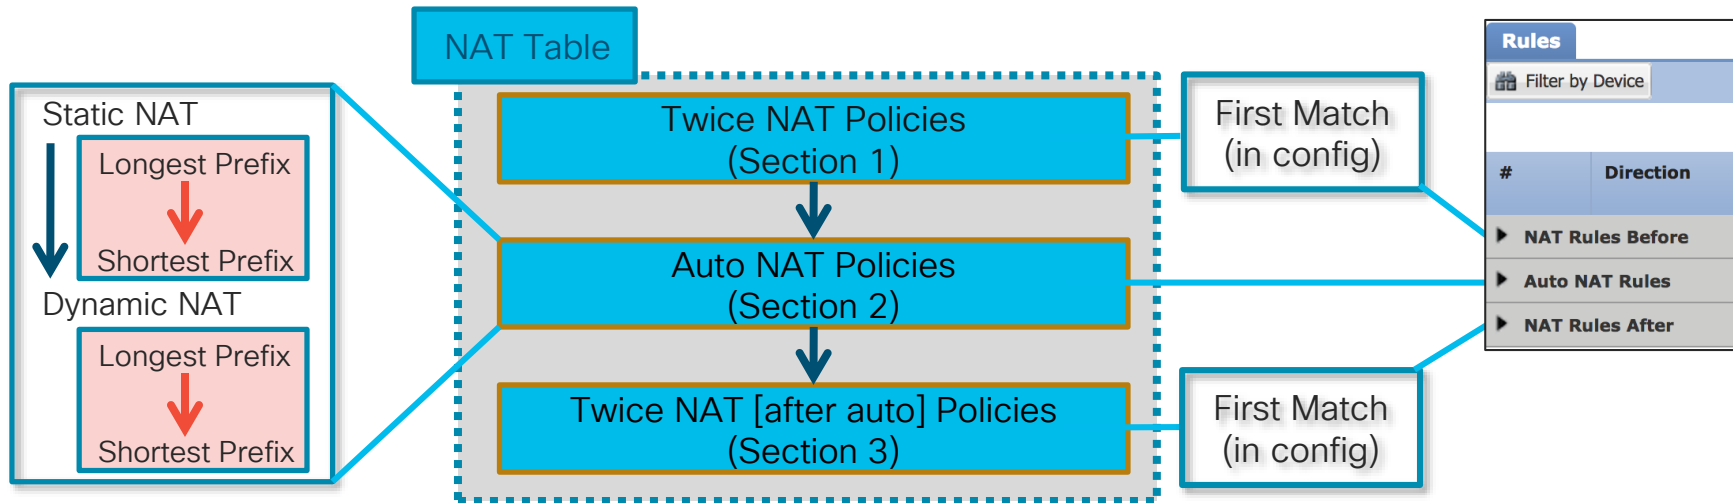 NAT Table
Static NAT
Longest Prefix
Shortest Prefix
Dynamic NAT
Longest Prefix
Shortest Prefix
Twice NAT Policies
(Section 1)
Auto NAT Policies
(Section 2)
Twice NAT [after auto] Policies
(Section 3)
First Match
(in config)
First Match
(in config)
Rules
Filter by Device
# Direction
NAT Rules Before
Auto NAT Rules
NAT Rules After